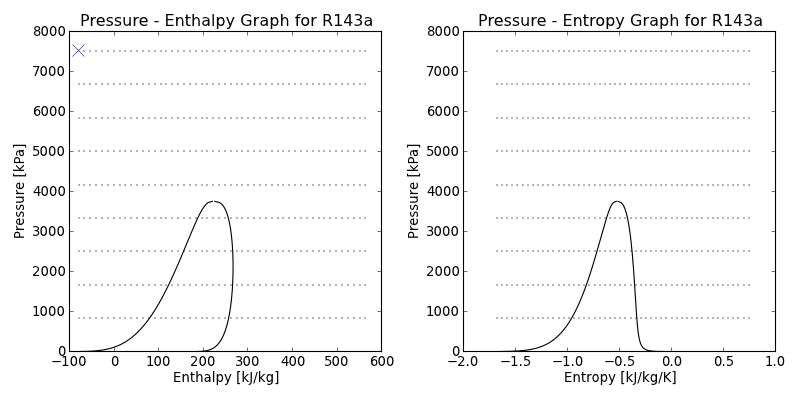 Pressure - Enthalpy Graph for R143a
8000
7000
6000
5000
4000
3000
2000
1000
0
Pressure [kPa]
−100 0 100 200 300 400 500 600
Enthalpy [kJ/kg]
Pressure - Entropy Graph for R143a
8000
7000
6000
5000
4000
3000
2000
1000
0
Pressure [kPa]
−2.0 −1.5 −1.0 −0.5 0.0 0.5 1.0
Entropy [kJ/kg/K]